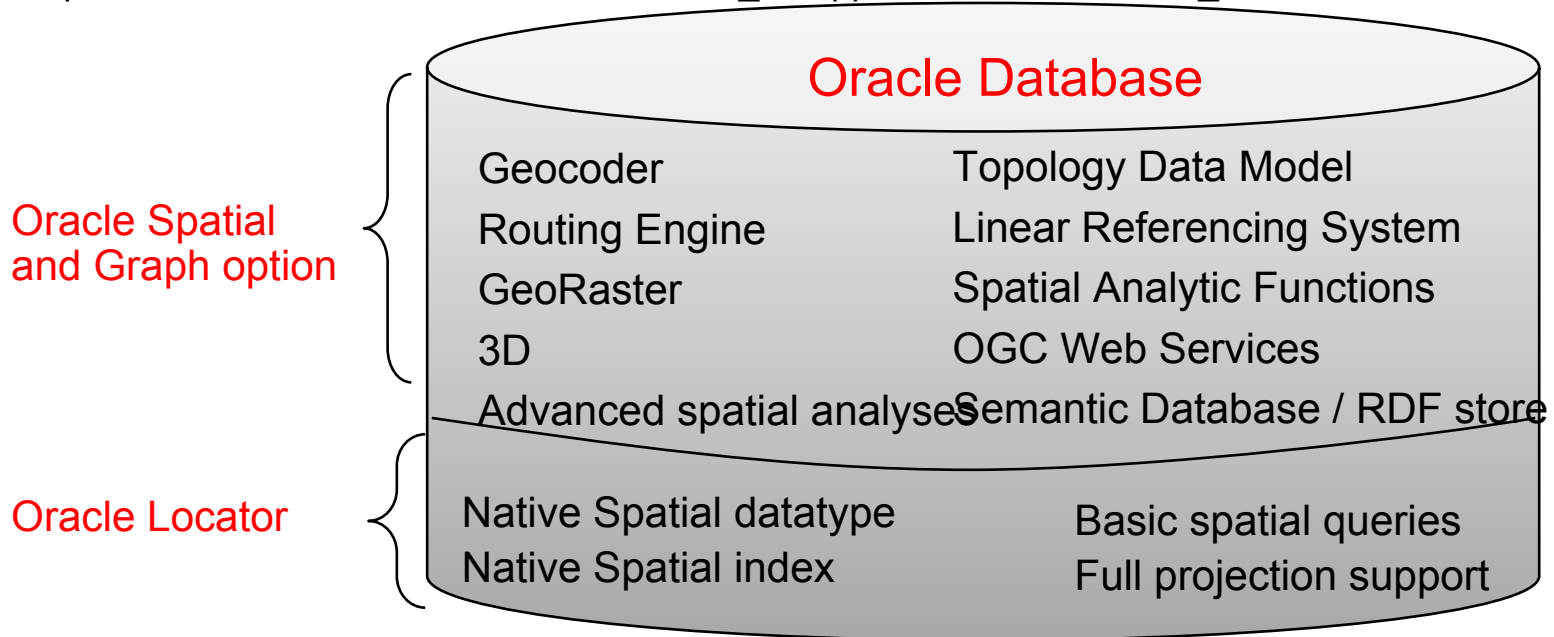 Oracle Database
Oracle Spatial
and Graph option
Geocoder
Routing Engine
GeoRaster
3D
Advanced spatial analyses
Topology Data Model
Linear Referencing System
Spatial Analytic Functions
OGC Web Services
Semantic Database / RDF store
Oracle Locator
Native Spatial datatype
Native Spatial index
Basic spatial queries
Full projection support